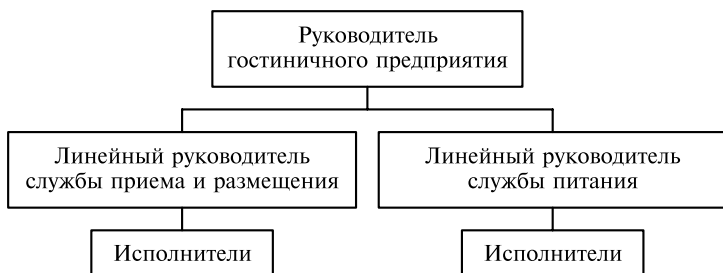 Руководитель
гостиничного предприятия
Линейный руководитель
службы приема и размещения
Линейный руководитель
службы питания
Исполнители
Исполнители